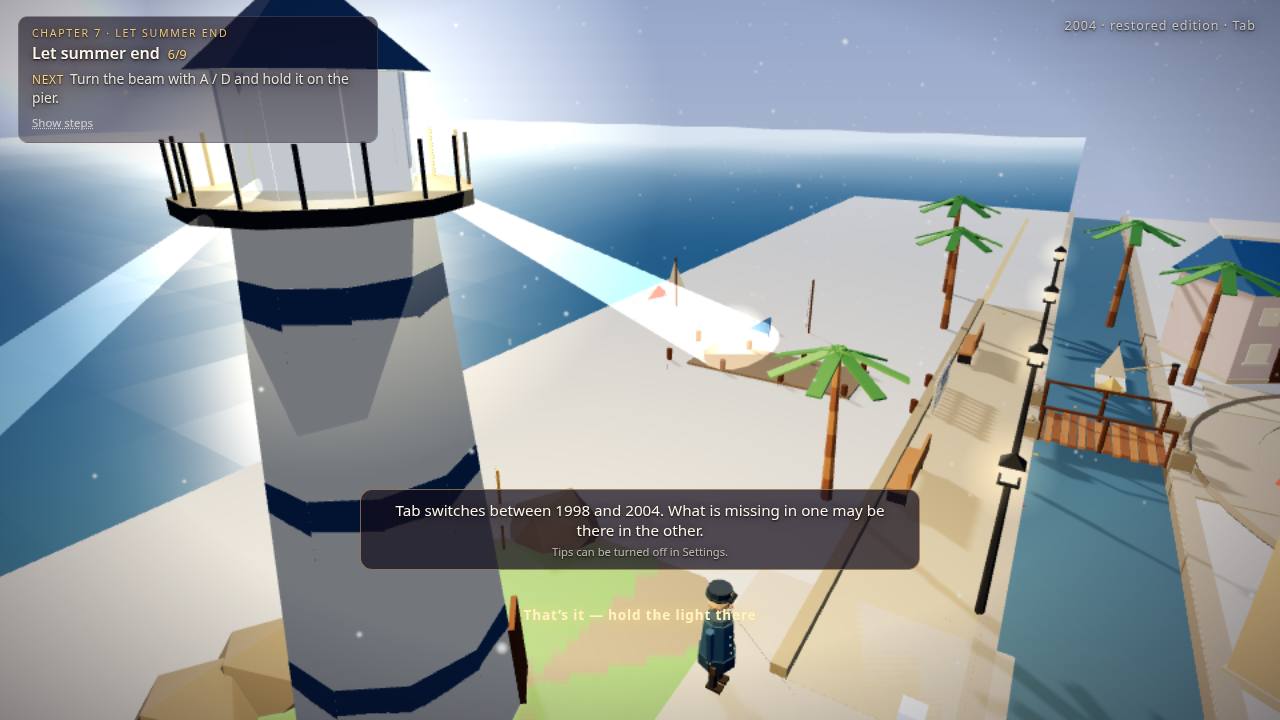 CHAPTER 7 · LET SUMMER END
Let summer end 6/9
NEXT Turn the beam with A / D and hold it on the
pier.
Show steps
2004 · restored edition · Tab
Tab switches between 1998 and 2004. What is missing in one may be
there in the other.
Tips can be turned off in Settings.
That's it — hold the light there